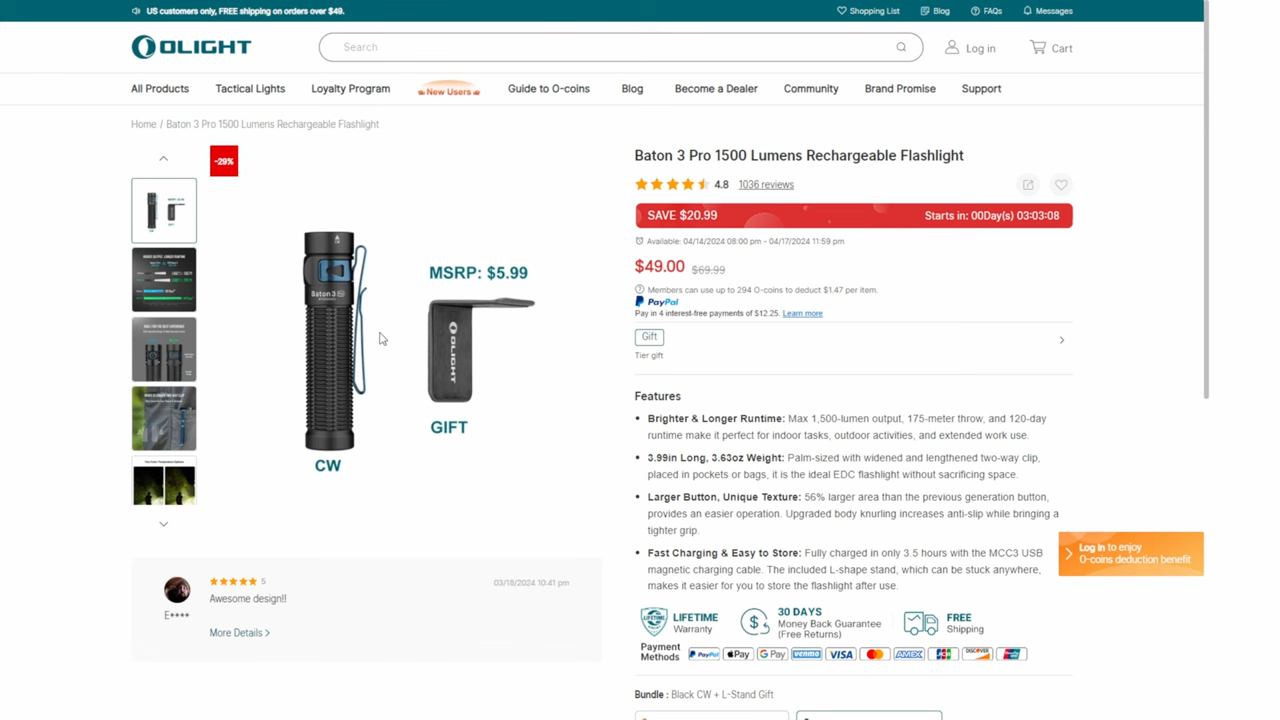 US customers only, FREE shipping on orders over $49.
Shopping List
Blog
FAQs
Messages
OLIGHT
Search
Log in
Cart
All Products
Tactical Lights
Loyalty Program
New Users
Guide to O-coins
Blog
Become a Dealer
Community
Brand Promise
Support
Home / Baton 3 Pro 1500 Lumens Rechargeable Flashlight
-29%
Baton 3
MSRP: $5.99
OLIGHT
GIFT
CW
Baton 3 Pro 1500 Lumens Rechargeable Flashlight
4.8 1036 reviews
SAVE $20.99
Starts in: 00Day(s) 03:03:08
Available: 04/14/2024 08:00 pm - 04/17/2024 11:59 pm
$49.00 $69.99
Members can use up to 294 O-coins to deduct $1.47 per item.
PayPal
Pay in 4 interest-free payments of $12.25. Learn more
Gift
Tier gift
Features
Brighter & Longer Runtime: Max 1,500-lumen output, 175-meter throw, and 120-day
runtime make it perfect for indoor tasks, outdoor activities, and extended work use.
3.99in Long, 3.63oz Weight: Palm-sized with widened and lengthened two-way clip,
placed in pockets or bags, it is the ideal EDC flashlight without sacrificing space.
Larger Button, Unique Texture: 56% larger area than the previous generation button,
provides an easier operation. Upgraded body knurling increases anti-slip while bringing a
tighter grip.
Fast Charging & Easy to Store: Fully charged in only 3.5 hours with the MCC3 USB
magnetic charging cable. The included L-shape stand, which can be stuck anywhere,
makes it easier for you to store the flashlight after use.
Log in to enjoy
O-coins deduction benefit
LIFETIME
Warranty
30 DAYS
Money Back Guarantee
(Free Returns)
FREE
Shipping
Payment
Methods
PayPal
Pay
G Pay
venmo
VISA
AMEX
JCB
DISCOVER
Bundle : Black CW + L-Stand Gift
5
03/18/2024 10:41 pm
Awesome design!!
E****
More Details >